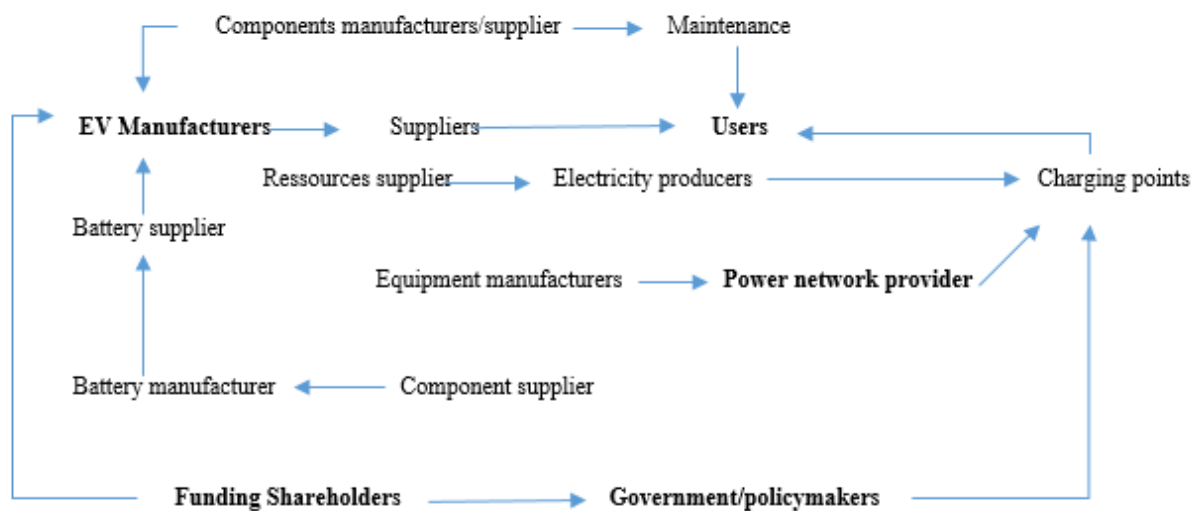 Components manufacturers/supplier Maintenance
EV Manufacturers Suppliers Users
Ressources supplier Electricity producers Charging points
Battery supplier
Equipment manufacturers Power network provider
Battery manufacturer Component supplier
Funding Shareholders Government/policymakers